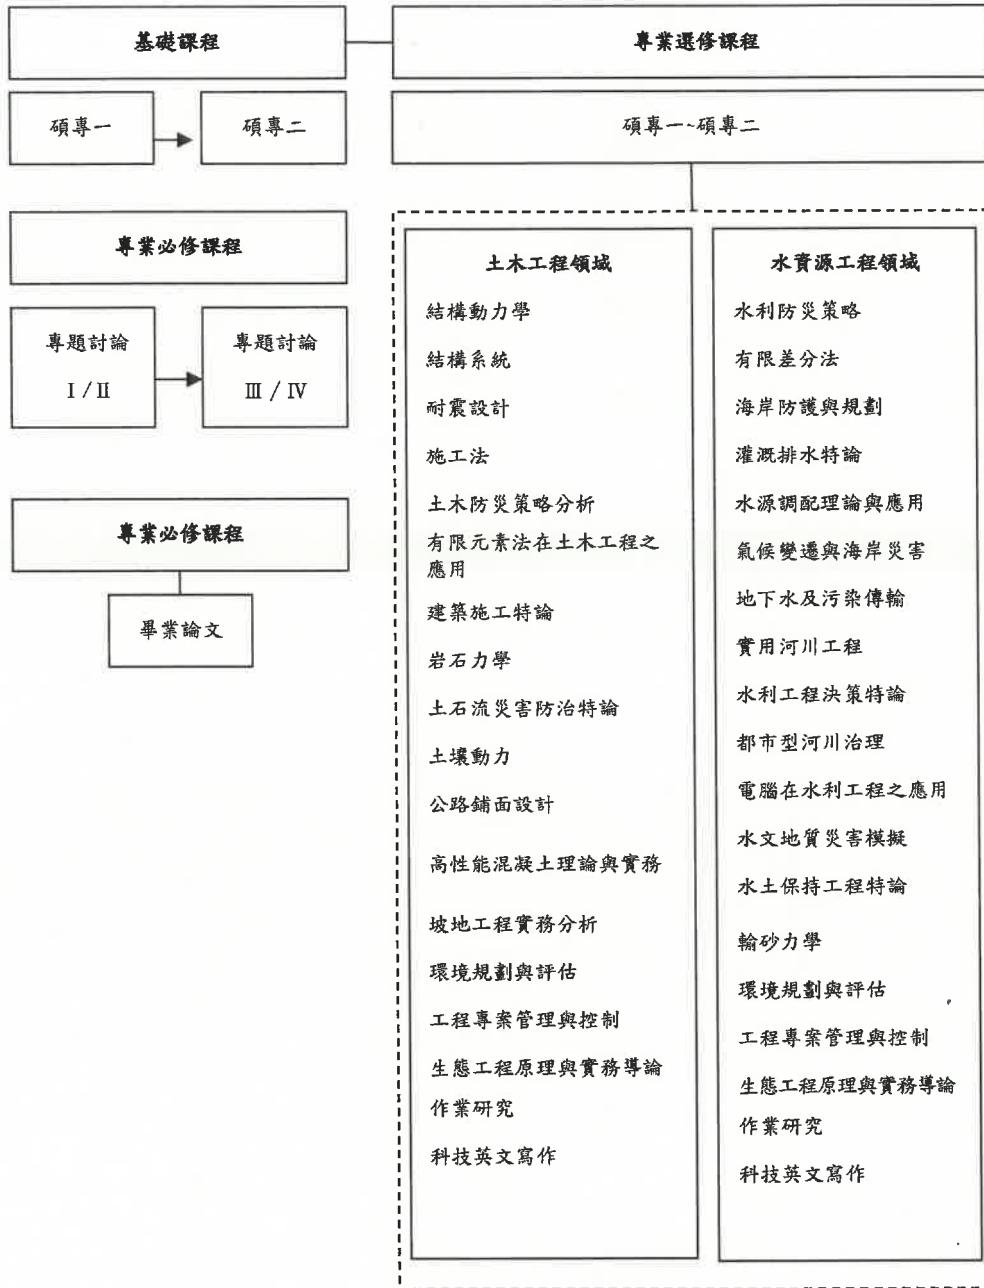 基礎課程
專業選修課程
碩專一
碩專二
碩專一~碩專二
專業必修課程
專題討論
I / II
專題討論
III / IV
專業必修課程
畢業論文
土木工程領域
結構動力學
結構系統
耐震設計
施工法
土木防災策略分析
有限元素法在土木工程之
應用
建築施工特論
岩石力學
土石流災害防治特論
土壤動力
公路鋪面設計
高性能混凝土理論與實務
坡地工程實務分析
環境規劃與評估
工程專案管理與控制
生態工程原理與實務導論
作業研究
科技英文寫作
水資源工程領域
水利防災策略
有限差分法
海岸防護與規劃
灌溉排水特論
水源調配理論與應用
氣候變遷與海岸災害
地下水及污染傳輸
實用河川工程
水利工程決策特論
都市型河川治理
電腦在水利工程之應用
水文地質災害模擬
水土保持工程特論
輸砂力學
環境規劃與評估
工程專案管理與控制
生態工程原理與實務導論
作業研究
科技英文寫作